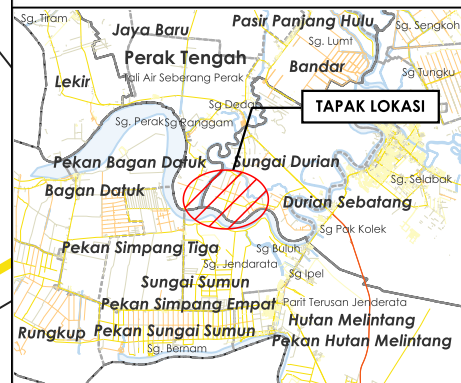 Sg. Tiram
Pasir Panjang Hulu
Jaya Baru
Sg. Sengkoh
Sg. Lumt
Perak Tengah
Bandar
Lekir
Tali Air Seberang Perak
Sg Tungku
Sg Dedap
TAPAK LOKASI
Sg. Perak
Sg Ranggam
Pekan Bagan Datuk
Sungai Durian
Sg. Selabak
Bagan Datuk
Durian Sebatang
Sg Pak Kolek
Pekan Simpang Tiga
Sg Buluh
Sg. Jendarata
Sg Ipel
Sungai Sumun
Pekan Simpang Empat
Parit Terusan Jenderata
Hutan Melintang
Rungkup
Pekan Sungai Sumun
Pekan Hutan Melintang
Sg. Bernam